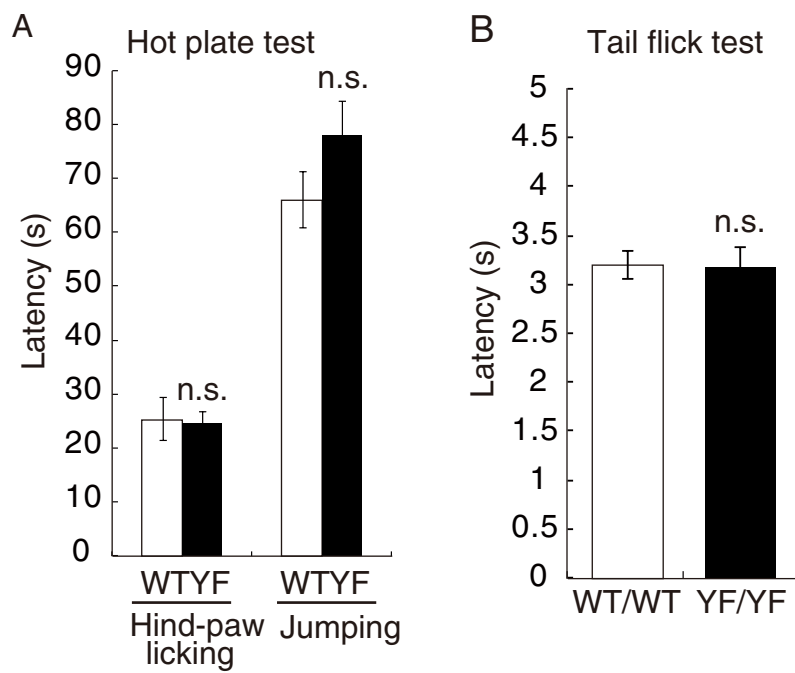 A
Hot plate test
Latency (s)
90
80
70
60
50
40
30
20
10
0
n.s.
n.s.
WTYF
WTYF
Hind-paw
licking
Jumping
B
Tail flick test
Latency (s)
5
4.5
4
3.5
3
2.5
2
1.5
1
0.5
0
n.s.
WT/WT
YF/YF